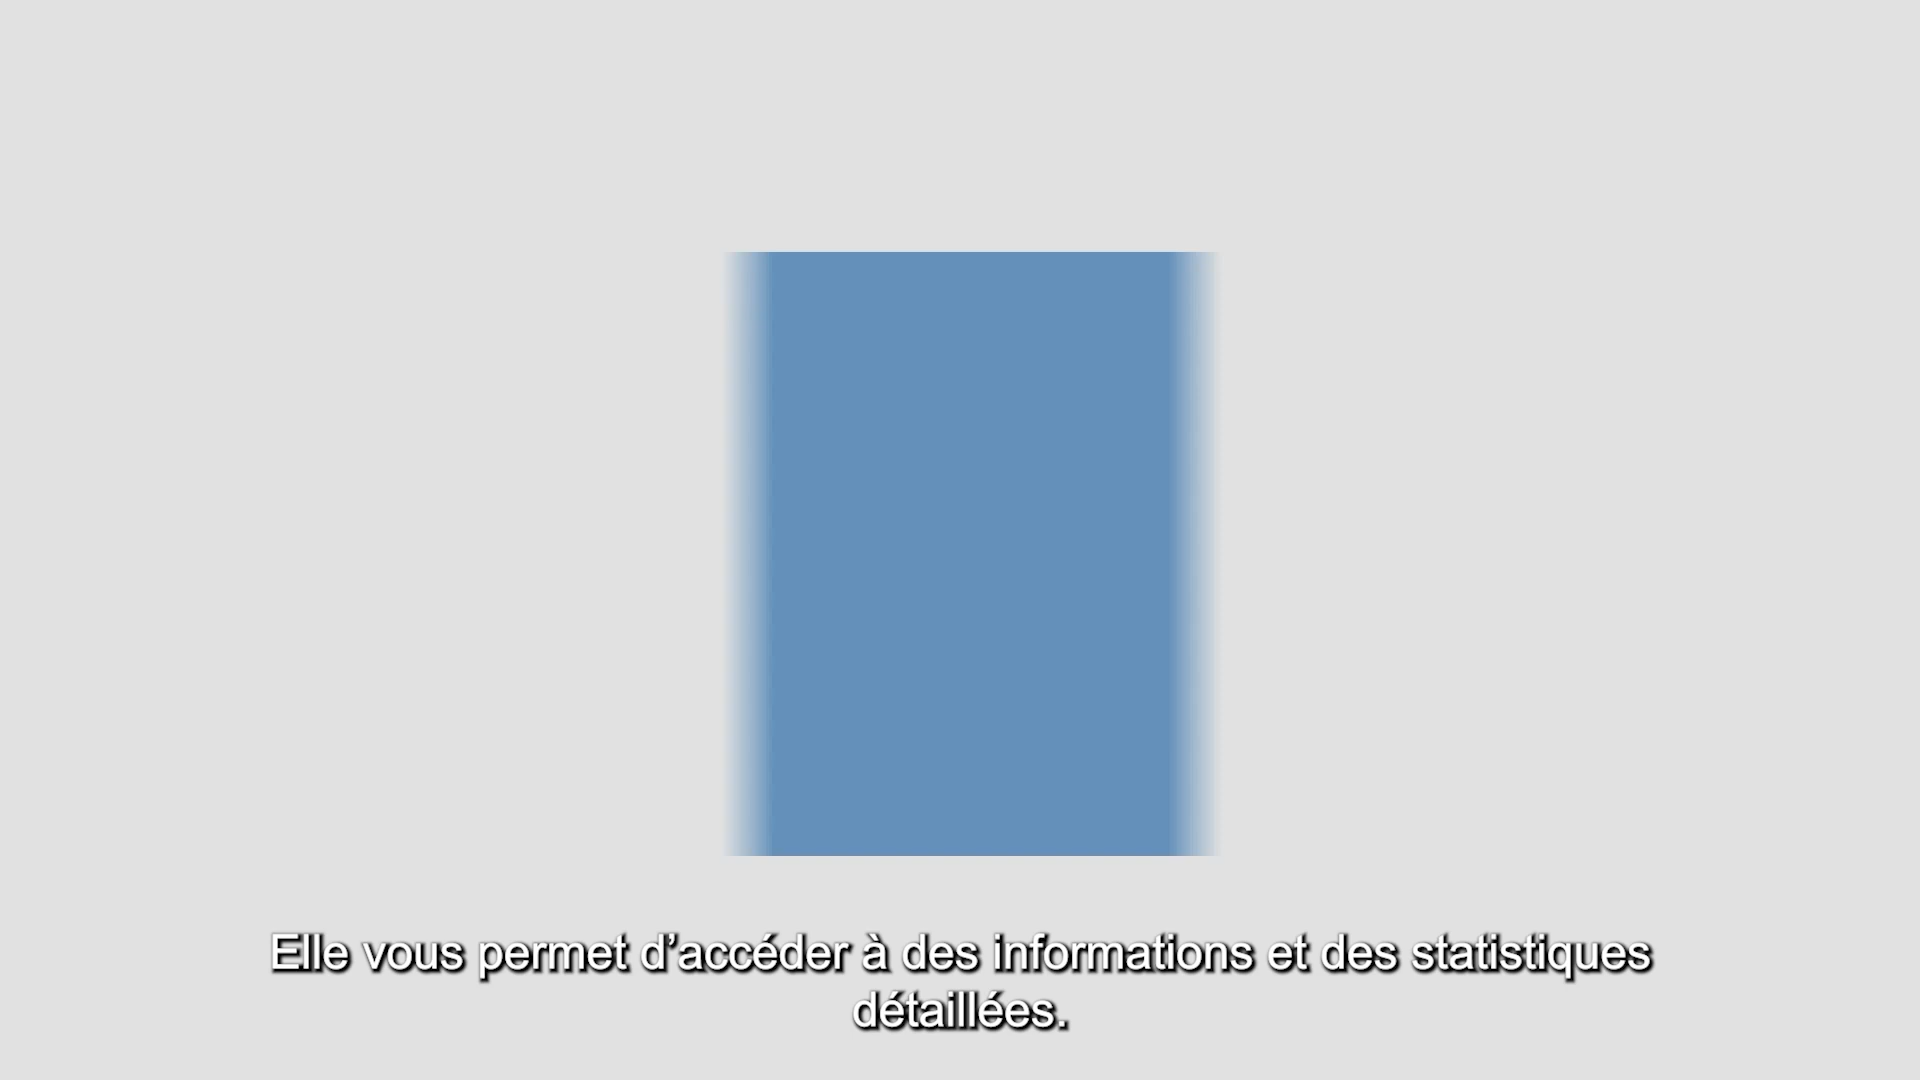 Elle vous permet d’accéder à des informations et des statistiques
détaillées.